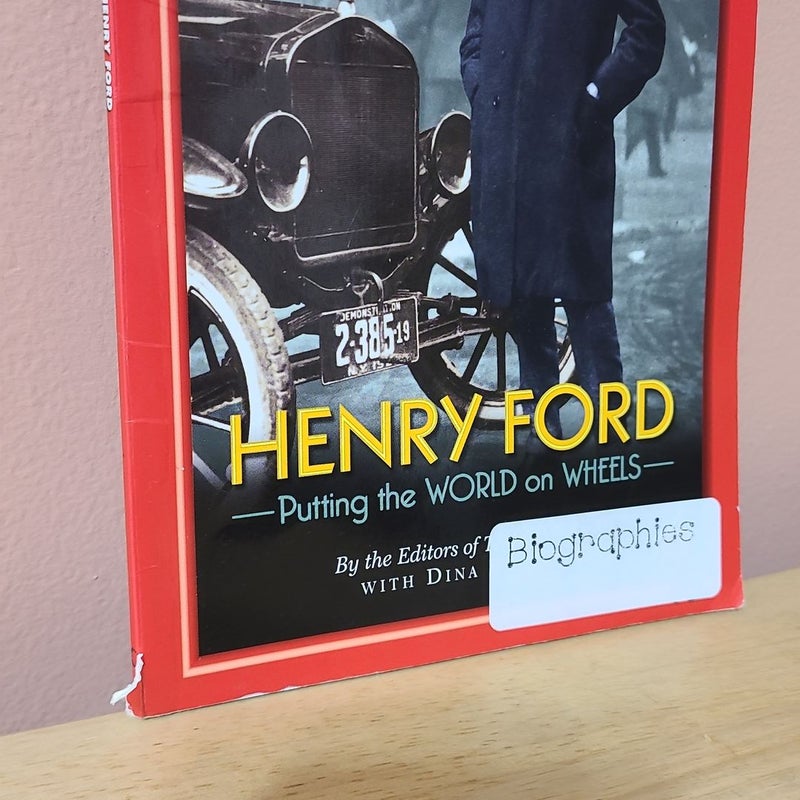 HENRY FORD
2-385-19
HENRY FORD
Putting the WORLD on WHEELS
By the Editors of
WITH DINA
Biographies